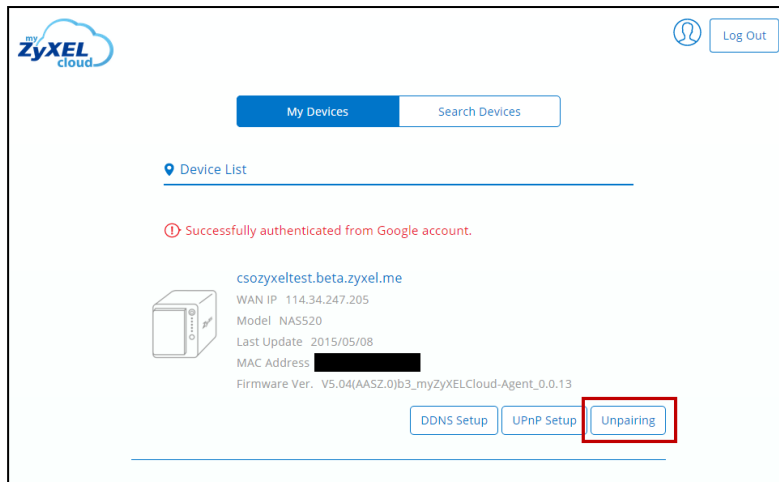 my
ZyXEL
cloud
Log Out
My Devices
Search Devices
Device List
Successfully authenticated from Google account.
csozyxeltest.beta.zyxel.me
WAN IP 114.34.247.205
Model NAS520
Last Update 2015/05/08
MAC Address
Firmware Ver. V5.04(AASZ.0)b3_myZyXELCloud-Agent_0.0.13
DDNS Setup
UPnP Setup
Unpairing